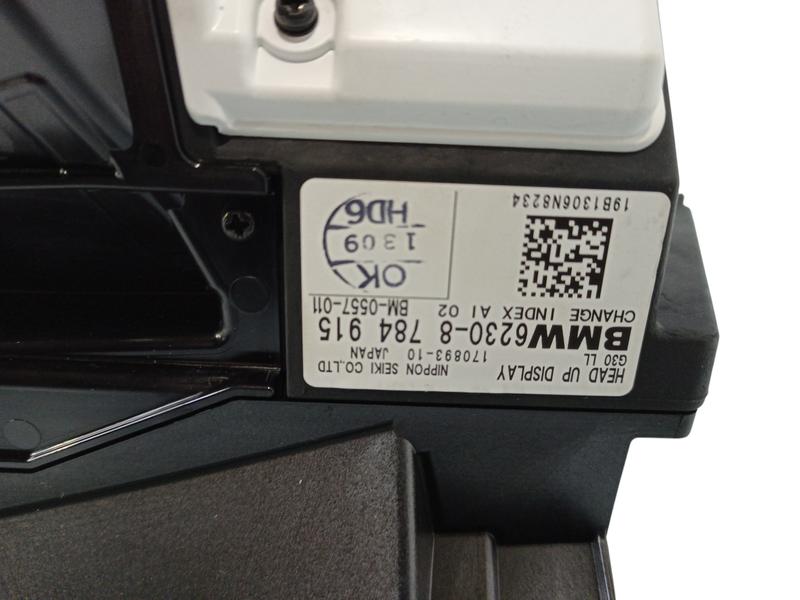 HEAD UP DISPLAY NIPPON SEIKI CO.,LTD
G30 LL 170893-10 JAPAN
BMW 6230-8 784 915
CHANGE INDEX AI 02 BM-0557-011
OK
1309
HD6
19B1306N8234